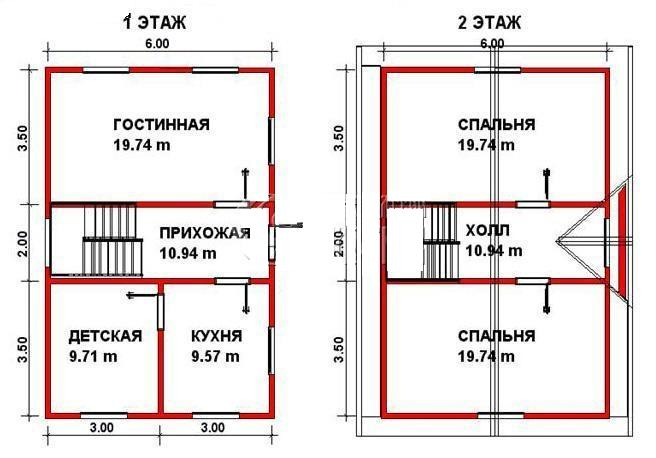 1 ЭТАЖ
6.00
3.50
ГОСТИННАЯ
19.74 m
2.00
ПРИХОЖАЯ
10.94 m
3.50
ДЕТСКАЯ
9.71 m
КУХНЯ
9.57 m
3.00
3.00
2 ЭТАЖ
6.00
3.50
СПАЛЬНЯ
19.74 m
2.00
ХОЛЛ
10.94 m
3.50
СПАЛЬНЯ
19.74 m